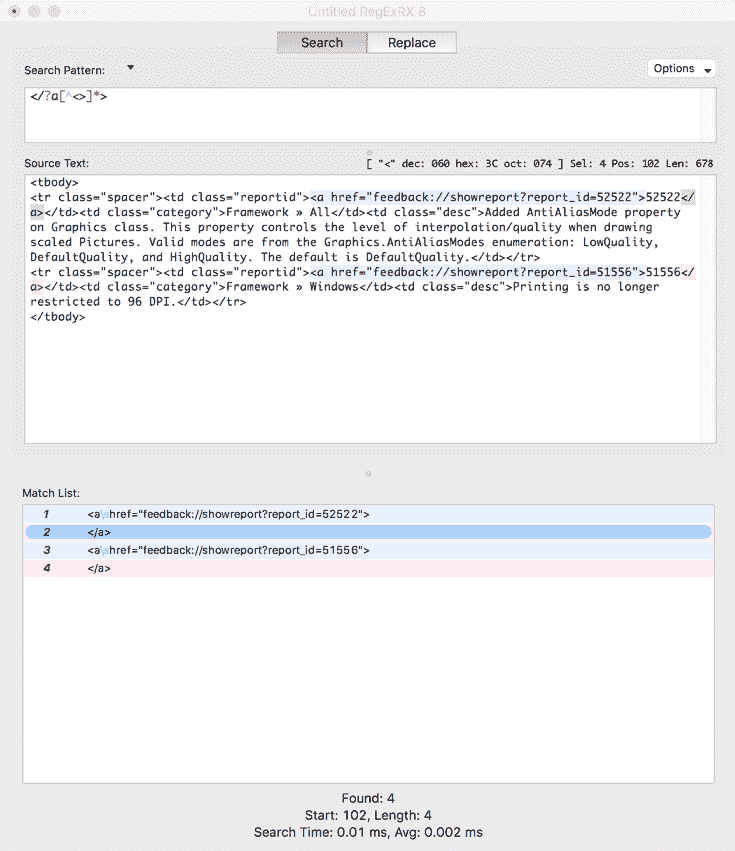 Untitled RegExRX 8
Search
Replace
Search Pattern:
Options
</?a[^<>]*>
Source Text:
[ "<" dec: 060 hex: 3C oct: 074 ] Sel: 4 Pos: 102 Len: 678
<tbody>
<tr class="spacer"><td class="reportid"><a href="feedback://showreport?report_id=52522">52522</
a></td><td class="category">Framework » All</td><td class="desc">Added AntiAliasMode property
on Graphics class. This property controls the level of interpolation/quality when drawing
scaled Pictures. Valid modes are from the Graphics.AntiAliasModes enumeration: LowQuality,
DefaultQuality, and HighQuality. The default is DefaultQuality.</td></tr>
<tr class="spacer"><td class="reportid"><a href="feedback://showreport?report_id=51556">51556</
a></td><td class="category">Framework » Windows</td><td class="desc">Printing is no longer
restricted to 96 DPI.</td></tr>
</tbody>
Match List:
1 <a\shref="feedback://showreport?report_id=52522">
2 </a>
3 <a\shref="feedback://showreport?report_id=51556">
4 </a>
Found: 4
Start: 102, Length: 4
Search Time: 0.01 ms, Avg: 0.002 ms